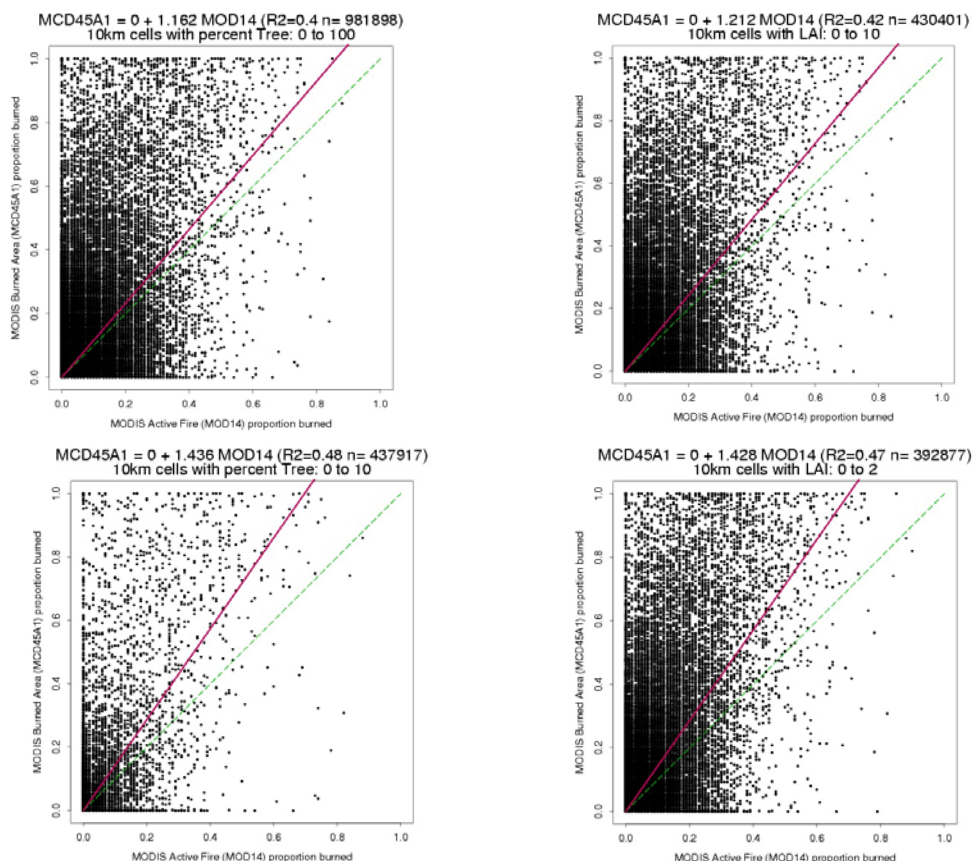 MCD45A1 = 0 + 1.162 MOD14 (R2=0.4 n= 981898)
10km cells with percent Tree: 0 to 100
MODIS Burned Area (MCD45A1) proportion burned
0.0 0.2 0.4 0.6 0.8 1.0
0.0 0.2 0.4 0.6 0.8 1.0
MODIS Active Fire (MOD14) proportion burned
MCD45A1 = 0 + 1.212 MOD14 (R2=0.42 n= 430401)
10km cells with LAI: 0 to 10
MODIS Burned Area (MCD45A1) proportion burned
0.0 0.2 0.4 0.6 0.8 1.0
0.0 0.2 0.4 0.6 0.8 1.0
MODIS Active Fire (MOD14) proportion burned
MCD45A1 = 0 + 1.436 MOD14 (R2=0.48 n= 437917)
10km cells with percent Tree: 0 to 10
MODIS Burned Area (MCD45A1) proportion burned
0.0 0.2 0.4 0.6 0.8 1.0
0.0 0.2 0.4 0.6 0.8 1.0
MODIS Active Fire (MOD14) proportion burned
MCD45A1 = 0 + 1.428 MOD14 (R2=0.47 n= 392877)
10km cells with LAI: 0 to 2
MODIS Burned Area (MCD45A1) proportion burned
0.0 0.2 0.4 0.6 0.8 1.0
0.0 0.2 0.4 0.6 0.8 1.0
MODIS Active Fire (MOD14) proportion burned